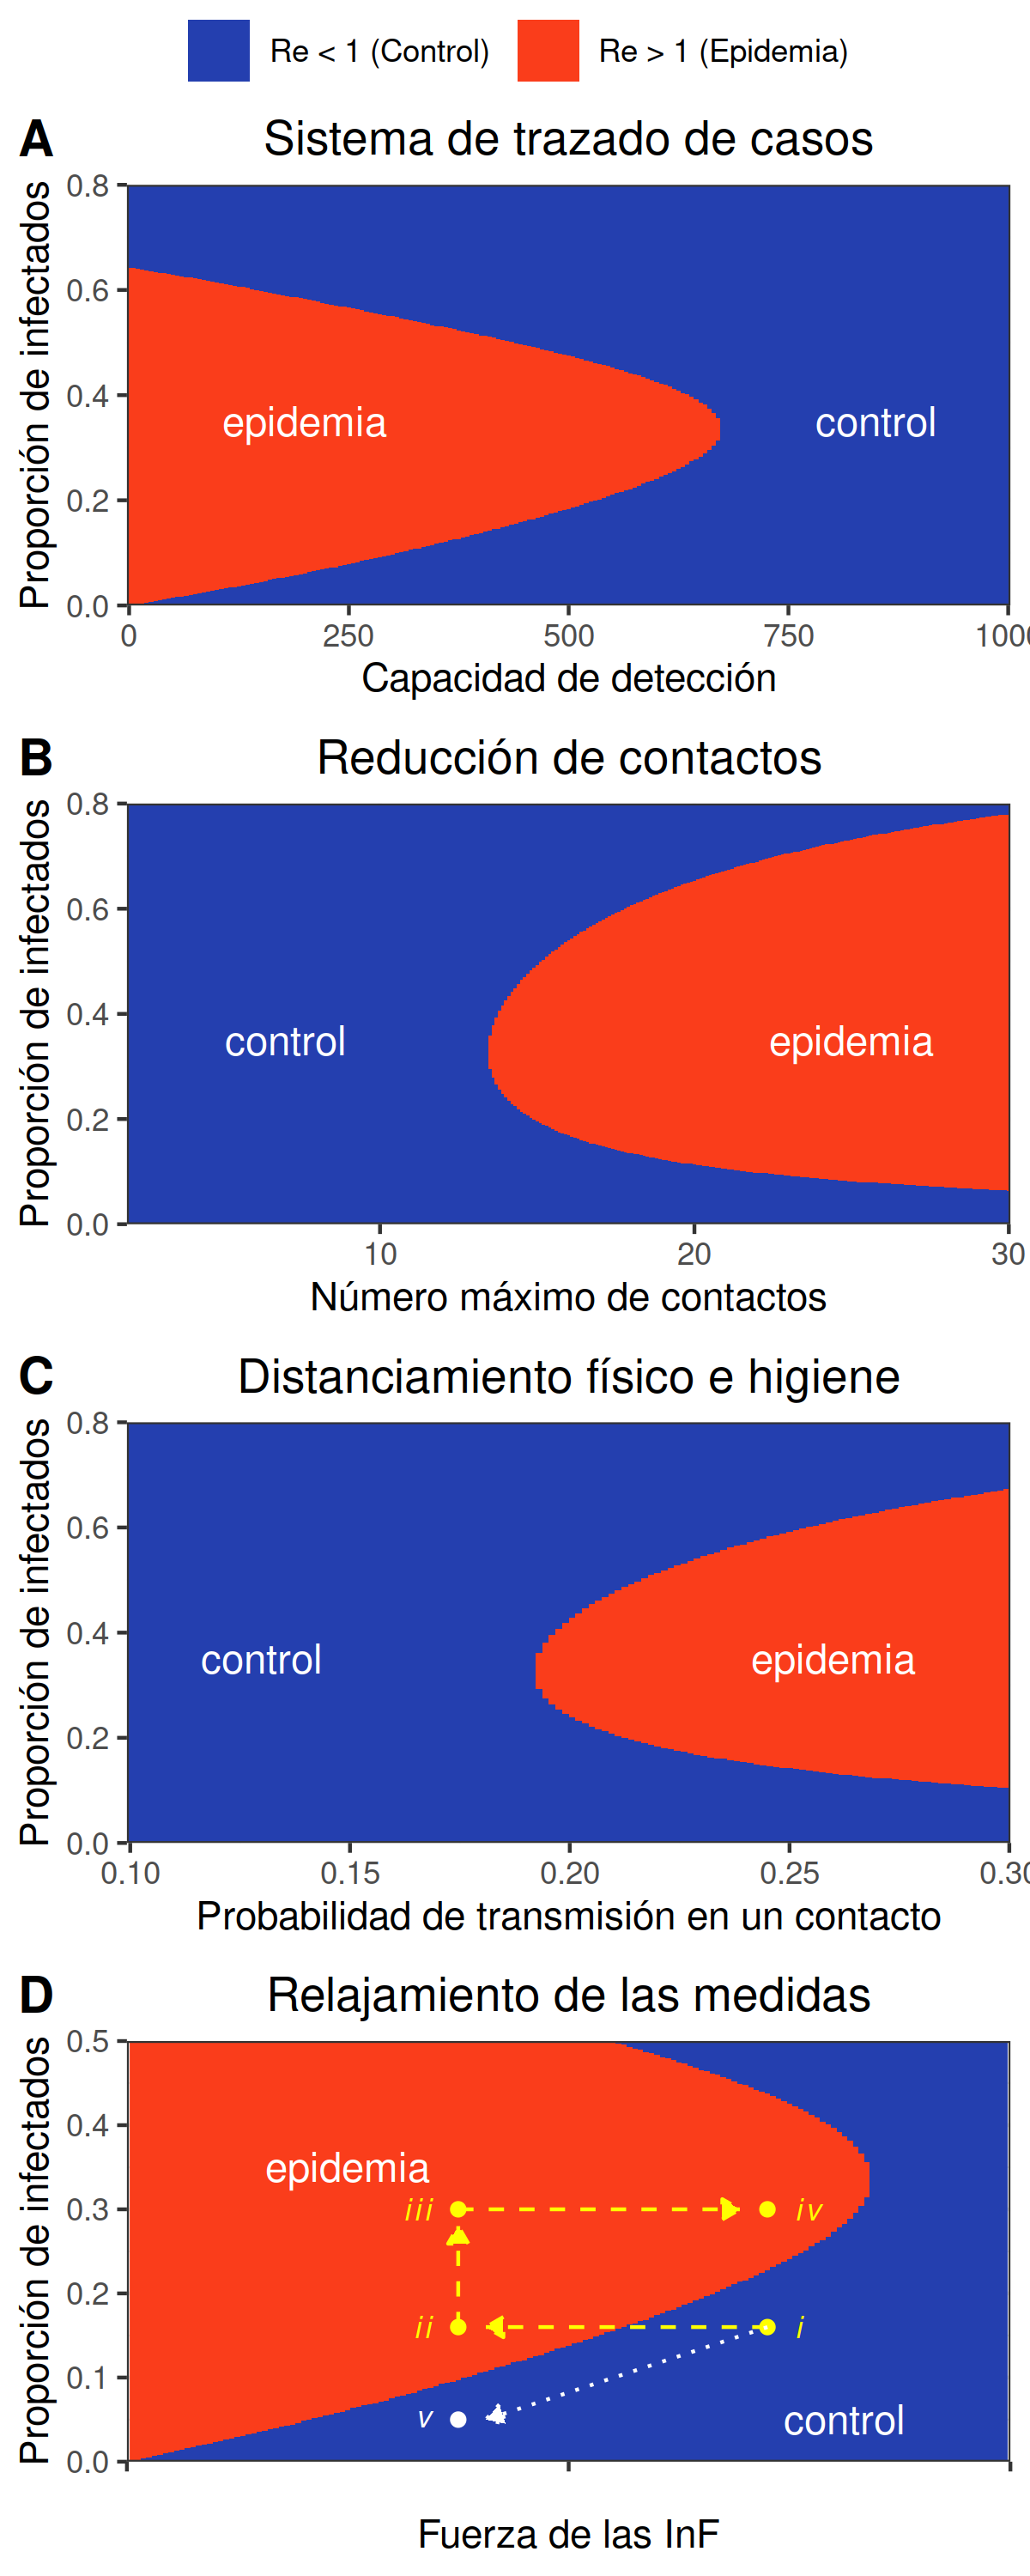 Re < 1 (Control) Re > 1 (Epidemia)
A Sistema de trazado de casos
Proporción de infectados
0.8
0.6
0.4
0.2
0.0
epidemia control
0 250 500 750 1000
Capacidad de detección
B Reducción de contactos
Proporción de infectados
0.8
0.6
0.4
0.2
0.0
control epidemia
10 20 30
Número máximo de contactos
C Distanciamiento físico e higiene
Proporción de infectados
0.8
0.6
0.4
0.2
0.0
control epidemia
0.10 0.15 0.20 0.25 0.30
Probabilidad de transmisión en un contacto
D Relajamiento de las medidas
Proporción de infectados
0.5
0.4
0.3
0.2
0.1
0.0
epidemia
iii iv
ii i
v
control
Fuerza de las InF